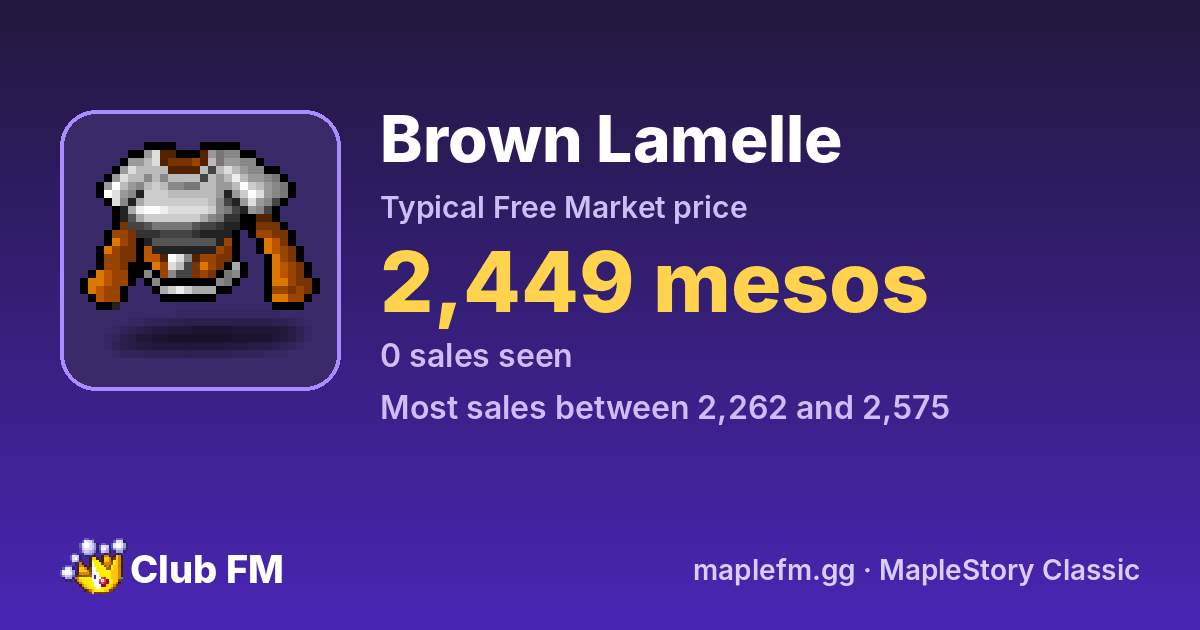 Brown Lamelle
Typical Free Market price
2,449 mesos
0 sales seen
Most sales between 2,262 and 2,575
Club FM
maplefm.gg · MapleStory Classic